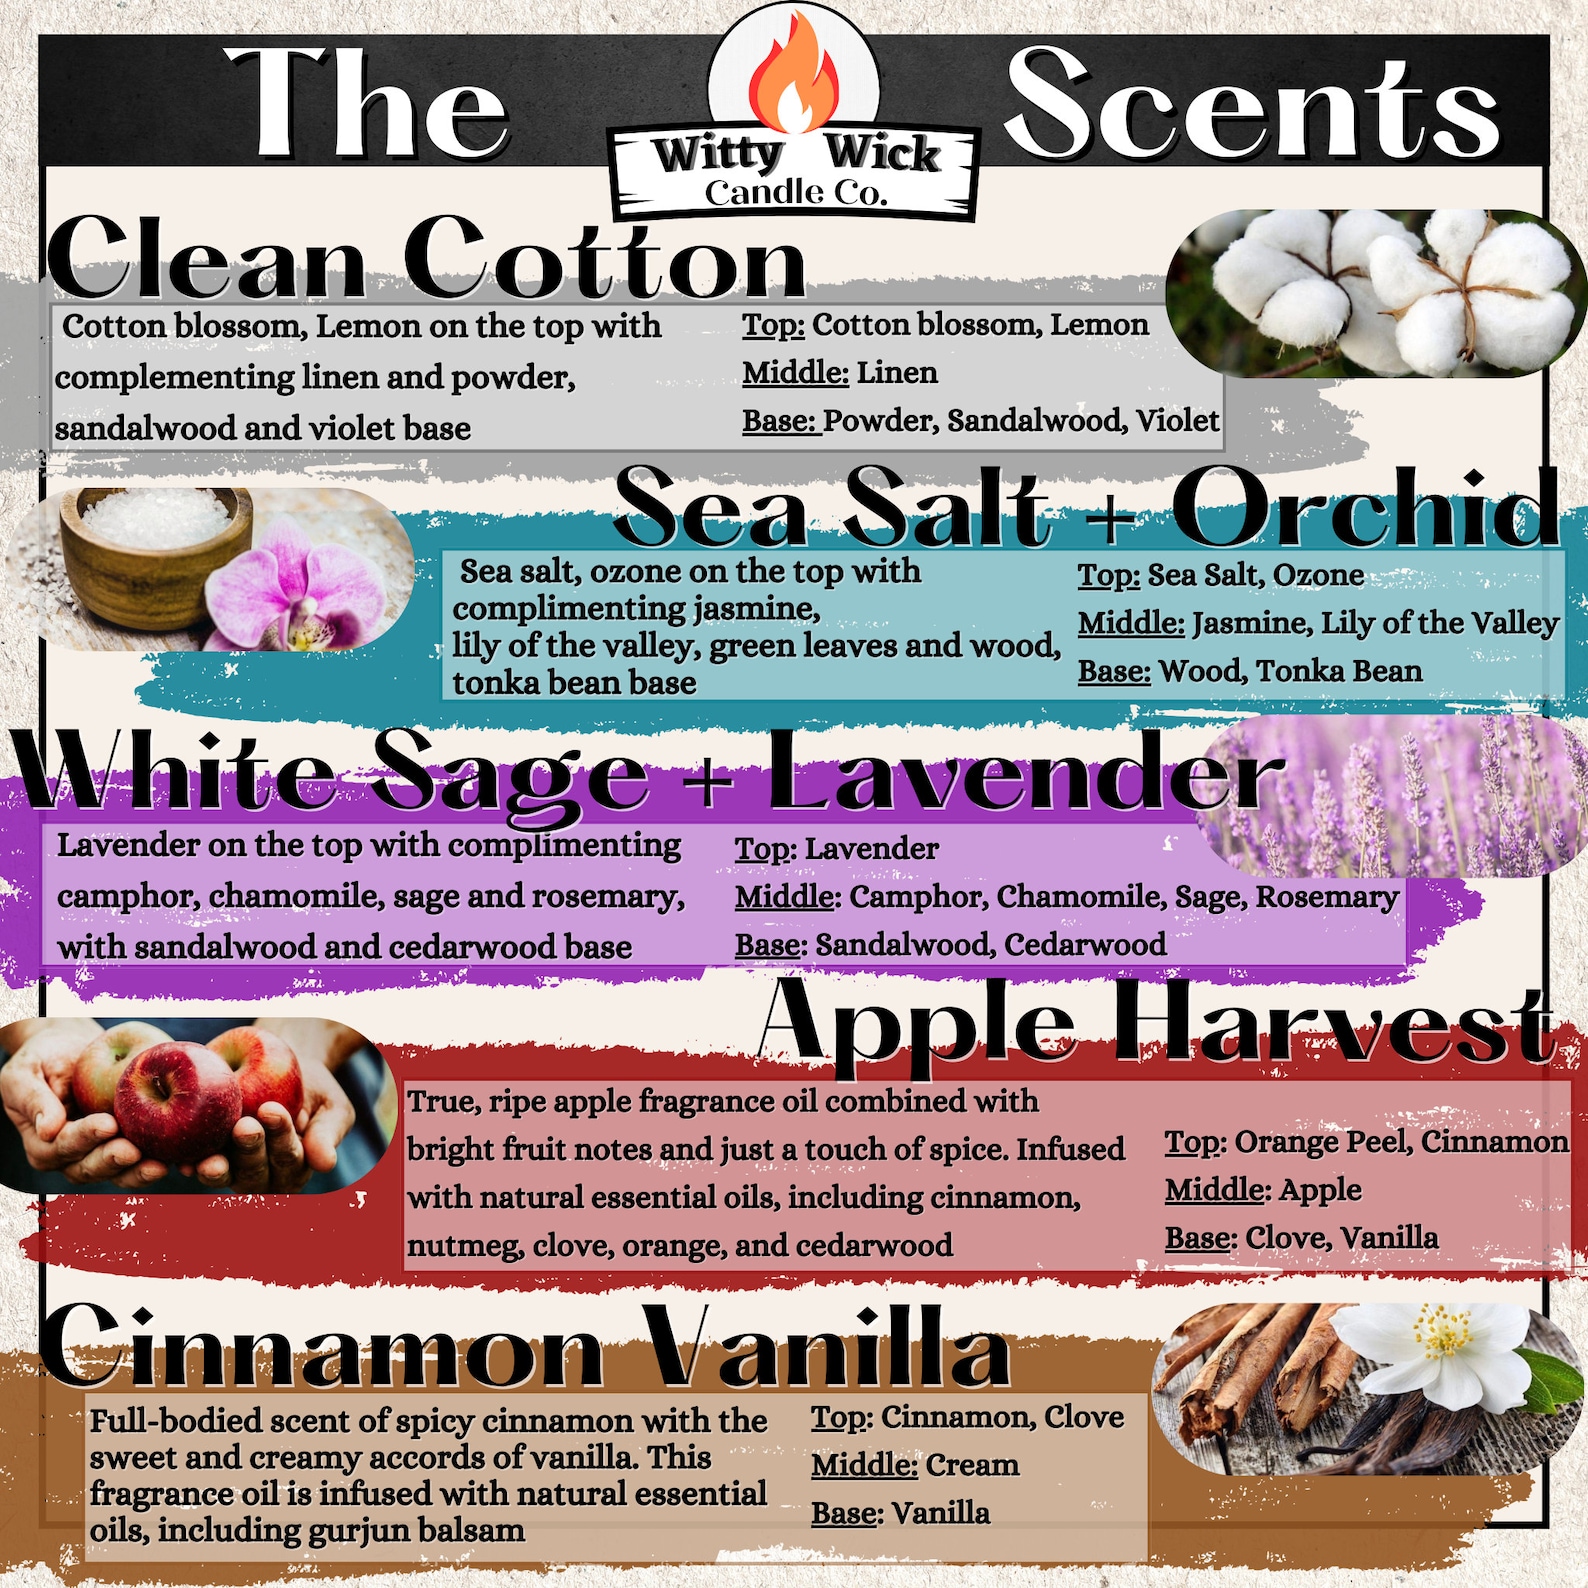 The Scents
Witty Wick
Candle Co.
Clean Cotton
Cotton blossom, Lemon on the top with
complementing linen and powder,
sandalwood and violet base
Top: Cotton blossom, Lemon
Middle: Linen
Base: Powder, Sandalwood, Violet
Sea Salt + Orchid
Sea salt, ozone on the top with
complimenting jasmine,
lily of the valley, green leaves and wood,
tonka bean base
Top: Sea Salt, Ozone
Middle: Jasmine, Lily of the Valley
Base: Wood, Tonka Bean
White Sage + Lavender
Lavender on the top with complimenting
camphor, chamomile, sage and rosemary,
with sandalwood and cedarwood base
Top: Lavender
Middle: Camphor, Chamomile, Sage, Rosemary
Base: Sandalwood, Cedarwood
Apple Harvest
True, ripe apple fragrance oil combined with
bright fruit notes and just a touch of spice. Infused
with natural essential oils, including cinnamon,
nutmeg, clove, orange, and cedarwood
Top: Orange Peel, Cinnamon
Middle: Apple
Base: Clove, Vanilla
Cinnamon Vanilla
Full-bodied scent of spicy cinnamon with the
sweet and creamy accords of vanilla. This
fragrance oil is infused with natural essential
oils, including gurjun balsam
Top: Cinnamon, Clove
Middle: Cream
Base: Vanilla